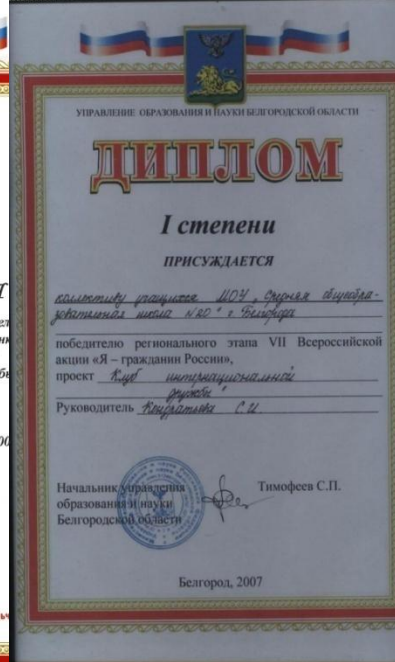 УПРАВЛЕНИЕ ОБРАЗОВАНИЯ И НАУКИ БЕЛГОРОДСКОЙ ОБЛАСТИ
ДИПЛОМ
I степени
ПРИСУЖДАЕТСЯ
коллективу учащихся МОУ „Средняя общеобра-
зовательная школа №20" г. Белгорода
победителю регионального этапа VII Всероссийской
акции «Я – гражданин России»,
проект Клуб интернациональной
дружбы"
Руководитель Кондратьева С.И.
Начальник управления
образования и науки
Белгородской области
Тимофеев С.П.
Белгород, 2007